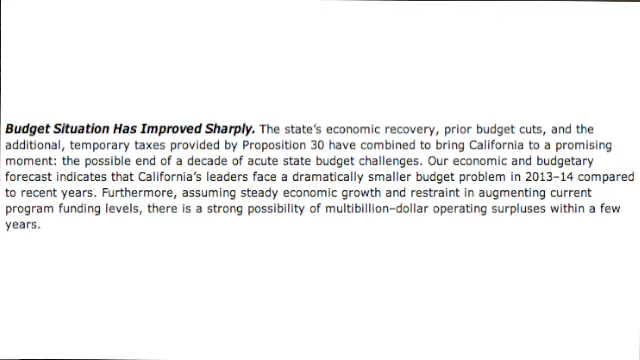 Budget Situation Has Improved Sharply. The state's economic recovery, prior budget cuts, and the
additional, temporary taxes provided by Proposition 30 have combined to bring California to a promising
moment: the possible end of a decade of acute state budget challenges. Our economic and budgetary
forecast indicates that California's leaders face a dramatically smaller budget problem in 2013–14 compared
to recent years. Furthermore, assuming steady economic growth and restraint in augmenting current
program funding levels, there is a strong possibility of multibillion–dollar operating surpluses within a few
years.